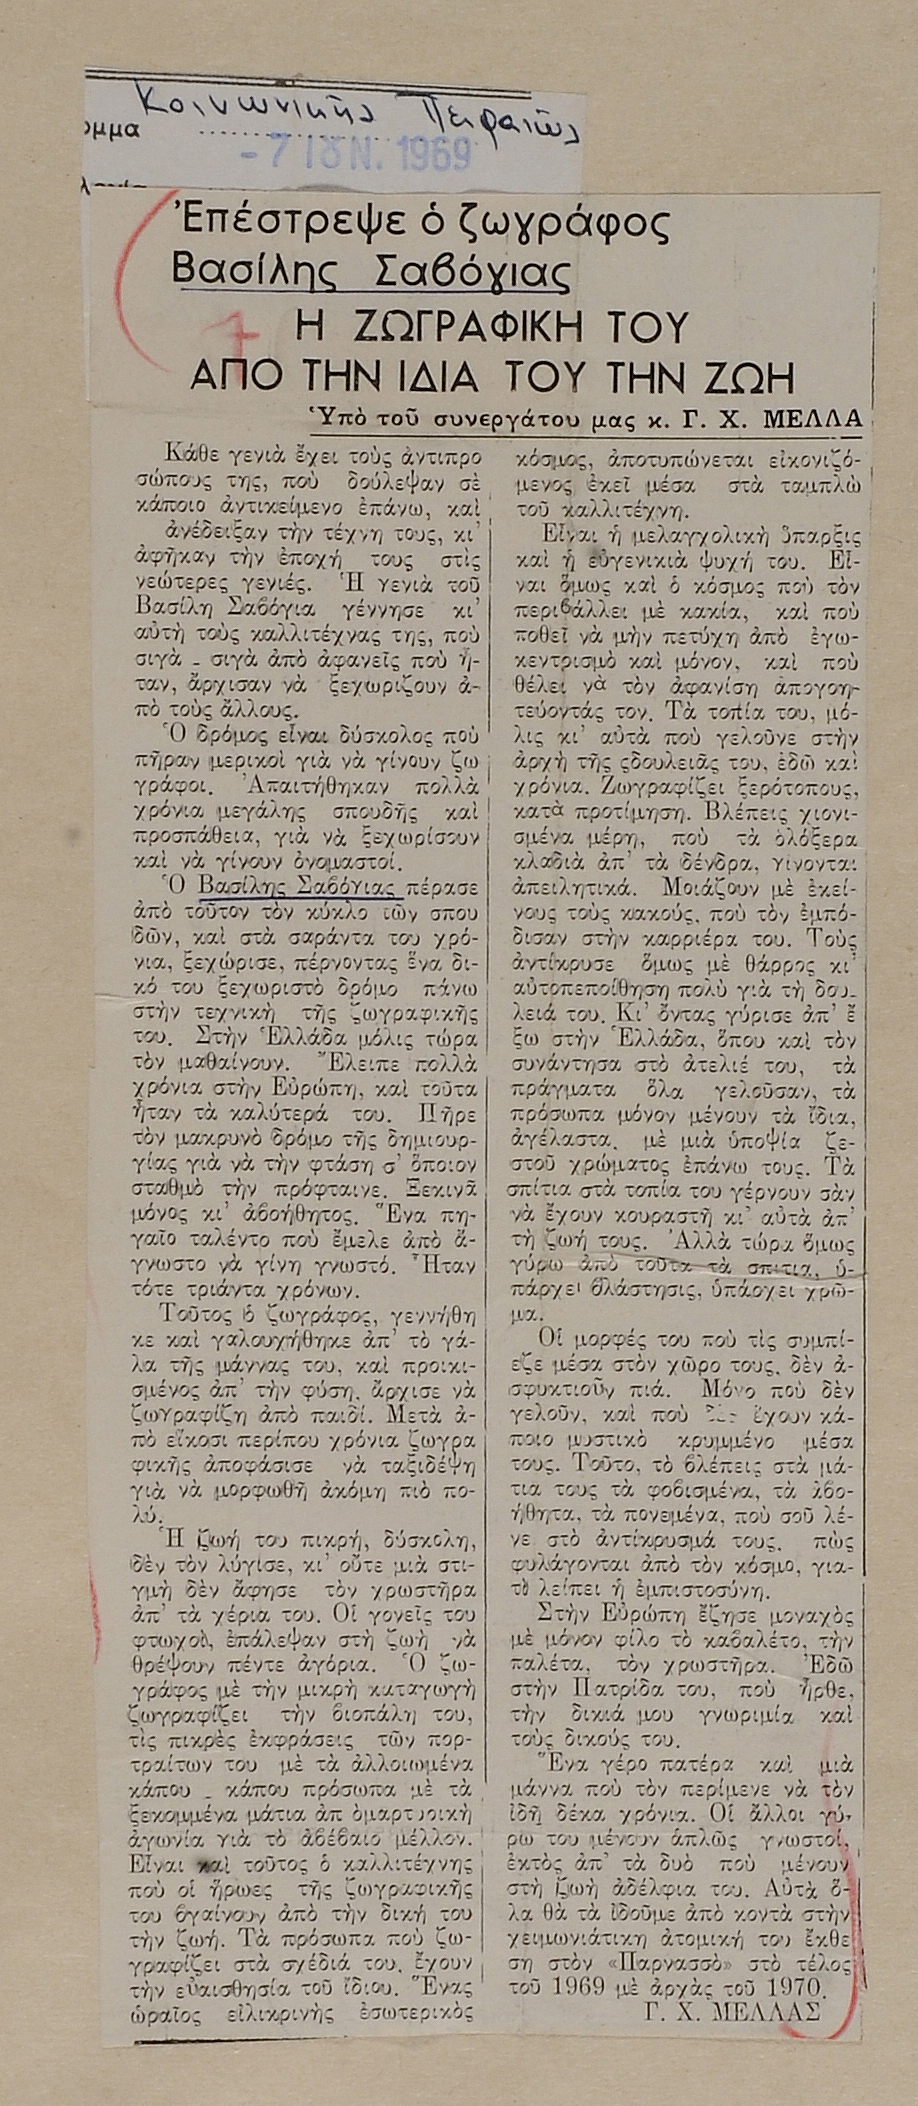 Κοινωνικής Πειραιώς
όμμα
- 7 ΙΟΥΝ. 1969
Ἐπέστρεψε ὁ ζωγράφος
Βασίλης Σαβόγιας
Η ΖΩΓΡΑΦΙΚΗ ΤΟΥ
ΑΠΟ ΤΗΝ ΙΔΙΑ ΤΟΥ ΤΗΝ ΖΩΗ
Ὑπὸ τοῦ συνεργάτου μας κ. Γ. Χ. ΜΕΛΛΑ
Κάθε γενιὰ ἔχει τοὺς ἀντιπρο
σώπους της, ποὺ δούλεψαν σὲ
κάποιο ἀντικείμενο ἐπάνω, καὶ
ἀνέδειξαν τὴν τέχνη τους, κι'
ἀφῆκαν τὴν ἐποχή τους στὶς
νεώτερες γενιές. Ἡ γενιὰ τοῦ
Βασίλη Σαβόγια γέννησε κι'
αὐτὴ τοὺς καλλιτέχνας της, ποὺ
σιγὰ - σιγὰ ἀπὸ ἀφανεῖς ποὺ ἦ-
ταν, ἄρχισαν νὰ ξεχωρίζουν ἀ-
πὸ τοὺς ἄλλους.
Ὁ δρόμος εἶναι δύσκολος ποὺ
πῆραν μερικοὶ γιὰ νὰ γίνουν ζω
γράφοι. Ἀπαιτήθηκαν πολλὰ
χρόνια μεγάλης σπουδῆς καὶ
προσπάθεια, γιὰ νὰ ξεχωρίσουν
καὶ νὰ γίνουν ὀνομαστοί.
Ὁ Βασίλης Σαβόγιας πέρασε
ἀπὸ τοῦτον τὸν κύκλο τῶν σπου
δῶν, καὶ στὰ σαράντα του χρό-
νια, ξεχώρισε, πέρνοντας ἕνα δι-
κό του ξεχωριστὸ δρόμο πάνω
στὴν τεχνικὴ τῆς ζωγραφικῆς
του. Στὴν Ἑλλάδα μόλις τώρα
τὸν μαθαίνουν. Ἔλειπε πολλὰ
χρόνια στὴν Εὐρώπη, καὶ τοῦτα
ἦταν τὰ καλύτερά του. Πῆρε
τὸν μακρυνὸ δρόμο τῆς δημιουρ-
γίας γιὰ νὰ τὴν φτάση σ' ὅποιον
σταθμὸ τὴν πρόφταινε. Ξεκινᾶ
μόνος κι' ἀβοήθητος. Ἕνα πη-
γαῖο ταλέντο ποὺ ἔμελε ἀπὸ ἄ-
γνωστο νὰ γίνη γνωστό. Ἦταν
τότε τριάντα χρόνων.
Τοῦτος ὁ ζωγράφος, γεννήθη
κε καὶ γαλουχήθηκε ἀπ' τὸ γά-
λα τῆς μάννας του, καὶ προικι-
σμένος ἀπ' τὴν φύση, ἄρχισε νὰ
ζωγραφίζη ἀπὸ παιδί. Μετὰ ἀ-
πὸ εἴκοσι περίπου χρόνια ζωγρα
φικῆς ἀποφάσισε νὰ ταξιδέψη
γιὰ νὰ μορφωθῆ ἀκόμη πιὸ πο-
λύ.
Ἡ ζωή του πικρή, δύσκολη,
δὲν τὸν λύγισε, κι' οὔτε μιὰ στι-
γμὴ δὲν ἄφησε τὸν χρωστῆρα
ἀπ' τὰ χέρια του. Οἱ γονεῖς του
φτωχοί, ἐπάλεψαν στὴ ζωὴ νὰ
θρέψουν πέντε ἀγόρια. Ὁ ζω-
γράφος μὲ τὴν μικρὴ καταγωγὴ
ζωγραφίζει τὴν βιοπάλη του,
τὶς πικρὲς ἐκφράσεις τῶν πορ-
τραίτων του μὲ τὰ ἀλλοιωμένα
κάπου - κάπου πρόσωπα μὲ τὰ
ξεκομμένα μάτια ἀπ ὁμαρτυρικὴ
ἀγωνία γιὰ τὸ ἀβέβαιο μέλλον.
Εἶναι καὶ τοῦτος ὁ καλλιτέχνης
ποὺ οἱ ἥρωες τῆς ζωγραφικῆς
του βγαίνουν ἀπὸ τὴν δική του
τὴν ζωή. Τὰ πρόσωπα ποὺ ζω-
γραφίζει στὰ σχέδιά του, ἔχουν
τὴν εὐαισθησία τοῦ ἰδίου. Ἕνας
ὡραῖος εἰλικρινὴς ἐσωτερικὸς
κόσμος, ἀποτυπώνεται εἰκονιζό-
μενος ἐκεῖ μέσα στὰ ταμπλὼ
τοῦ καλλιτέχνη.
Εἶναι ἡ μελαγχολικὴ ὕπαρξις
καὶ ἡ εὐγενικιὰ ψυχή του. Εἶ-
ναι ὅμως καὶ ὁ κόσμος ποὺ τὸν
περιβάλλει μὲ κακία, καὶ ποὺ
ποθεῖ νὰ μὴν πετύχη ἀπὸ ἐγω-
κεντρισμὸ καὶ μόνον, καὶ ποὺ
θέλει νὰ τὸν ἀφανίση ἀπογοη-
τεύοντάς τον. Τὰ τοπία του, μό-
λις κι' αὐτὰ ποὺ γελοῦνε στὴν
ἀρχὴ τῆς ςδουλειᾶς του, ἐδῶ καὶ
χρόνια. Ζωγραφίζει ξερότοπους,
κατὰ προτίμηση. Βλέπεις χιονι-
σμένα μέρη, ποὺ τὰ ὁλόξερα
κλαδιὰ ἀπ' τὰ δένδρα, γίνονται
ἀπειλητικά. Μοιάζουν μὲ ἐκεί-
νους τοὺς κακούς, ποὺ τὸν ἐμπό-
δισαν στὴν καρριέρα του. Τοὺς
ἀντίκρυσε ὅμως μὲ θάρρος κι'
αὐτοπεποίθηση πολὺ γιὰ τὴ δου-
λειά του. Κι' ὄντας γύρισε ἀπ' ἔ
ξω στὴν Ἑλλάδα, ὅπου καὶ τὸν
συνάντησα στὸ ἀτελιέ του, τὰ
πράγματα ὅλα γελοῦσαν, τὰ
πρόσωπα μόνον μένουν τὰ ἴδια,
ἀγέλαστα, μὲ μιὰ ὑποψία ζε-
στοῦ χρώματος ἐπάνω τους. Τὰ
σπίτια στὰ τοπία του γέρνουν σὰν
νὰ ἔχουν κουραστῆ κι' αὐτὰ ἀπ'
τὴ ζωή τους. Ἀλλὰ τώρα ὅμως
γύρω ἀπὸ τοῦτα τὰ σπίτια, ὑ-
πάρχει βλάστησις, ὑπάρχει χρῶ-
μα.
Οἱ μορφές του ποὺ τὶς συμπί-
εζε μέσα στὸν χῶρο τους, δὲν ἀ-
σφυκτιοῦν πιά. Μόνο ποὺ δὲν
γελοῦν, καὶ ποὺ ἔχουν κά-
ποιο μυστικὸ κρυμμένο μέσα
τους. Τοῦτο, τὸ βλέπεις στὰ μά-
τια τους τὰ φοβισμένα, τὰ ἀβο-
ήθητα, τὰ πονεμένα, ποὺ σοῦ λέ-
νε στὸ ἀντίκρυσμά τους, πὼς
φυλάγονται ἀπὸ τὸν κόσμο, για-
τὶ λείπει ἡ ἐμπιστοσύνη.
Στὴν Εὐρώπη ἔζησε μοναχὸς
μὲ μόνον φίλο τὸ καβαλέτο, τὴν
παλέτα, τὸν χρωστῆρα. Ἐδῶ
στὴν Πατρίδα του, ποὺ ἦρθε,
τὴν δικιά μου γνωριμία καὶ
τοὺς δικούς του.
Ἕνα γέρο πατέρα καὶ μιὰ
μάννα ποὺ τὸν περίμενε νὰ τὸν
ἰδῆ δέκα χρόνια. Οἱ ἄλλοι γύ-
ρω του μένουν ἁπλῶς γνωστοί,
ἐκτὸς ἀπ' τὰ δυὸ ποὺ μένουν
στὴ ζωὴ ἀδέλφια του. Αὐτὰ ὅ-
λα θὰ τὰ ἰδοῦμε ἀπὸ κοντὰ στὴν
χειμωνιάτικη ἀτομική του ἔκθε
ση στὸν «Παρνασσὸ» στὸ τέλος
τοῦ 1969 μὲ ἀρχὰς τοῦ 1970.
Γ. Χ. ΜΕΛΛΑΣ